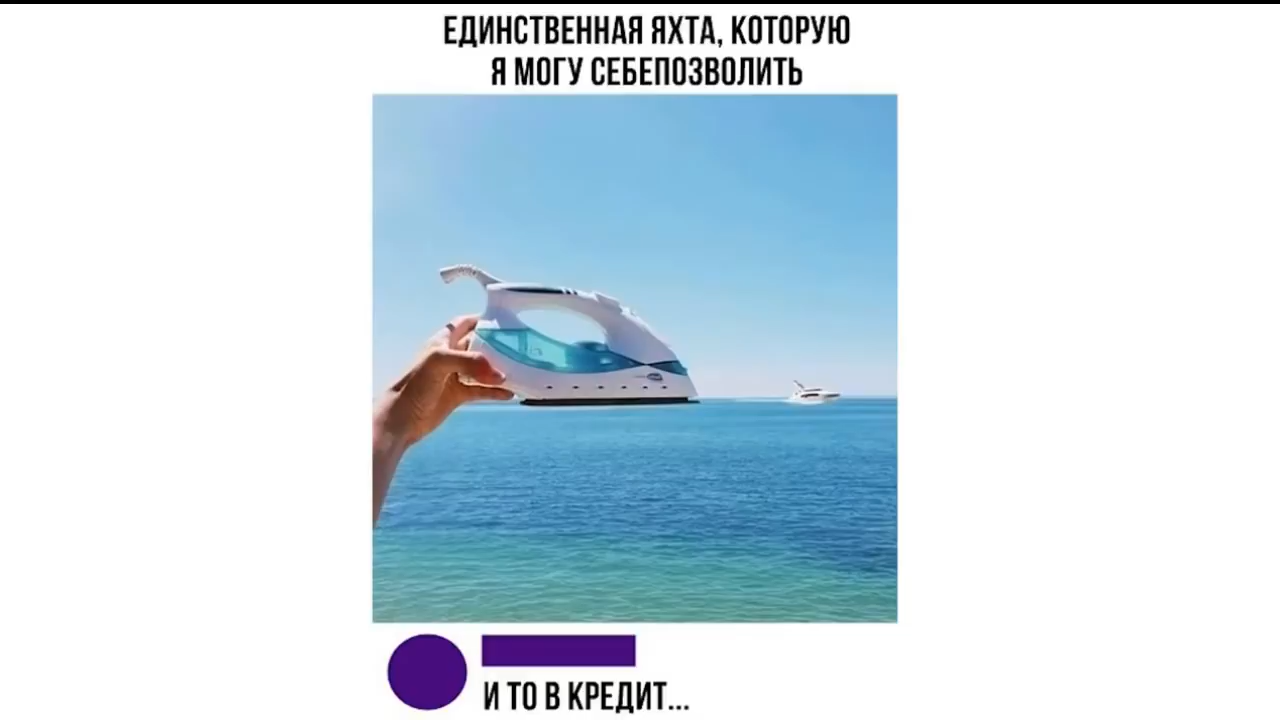 ЕДИНСТВЕННАЯ ЯХТА, КОТОРУЮ
Я МОГУ СЕБЕПОЗВОЛИТЬ
И ТО В КРЕДИТ...